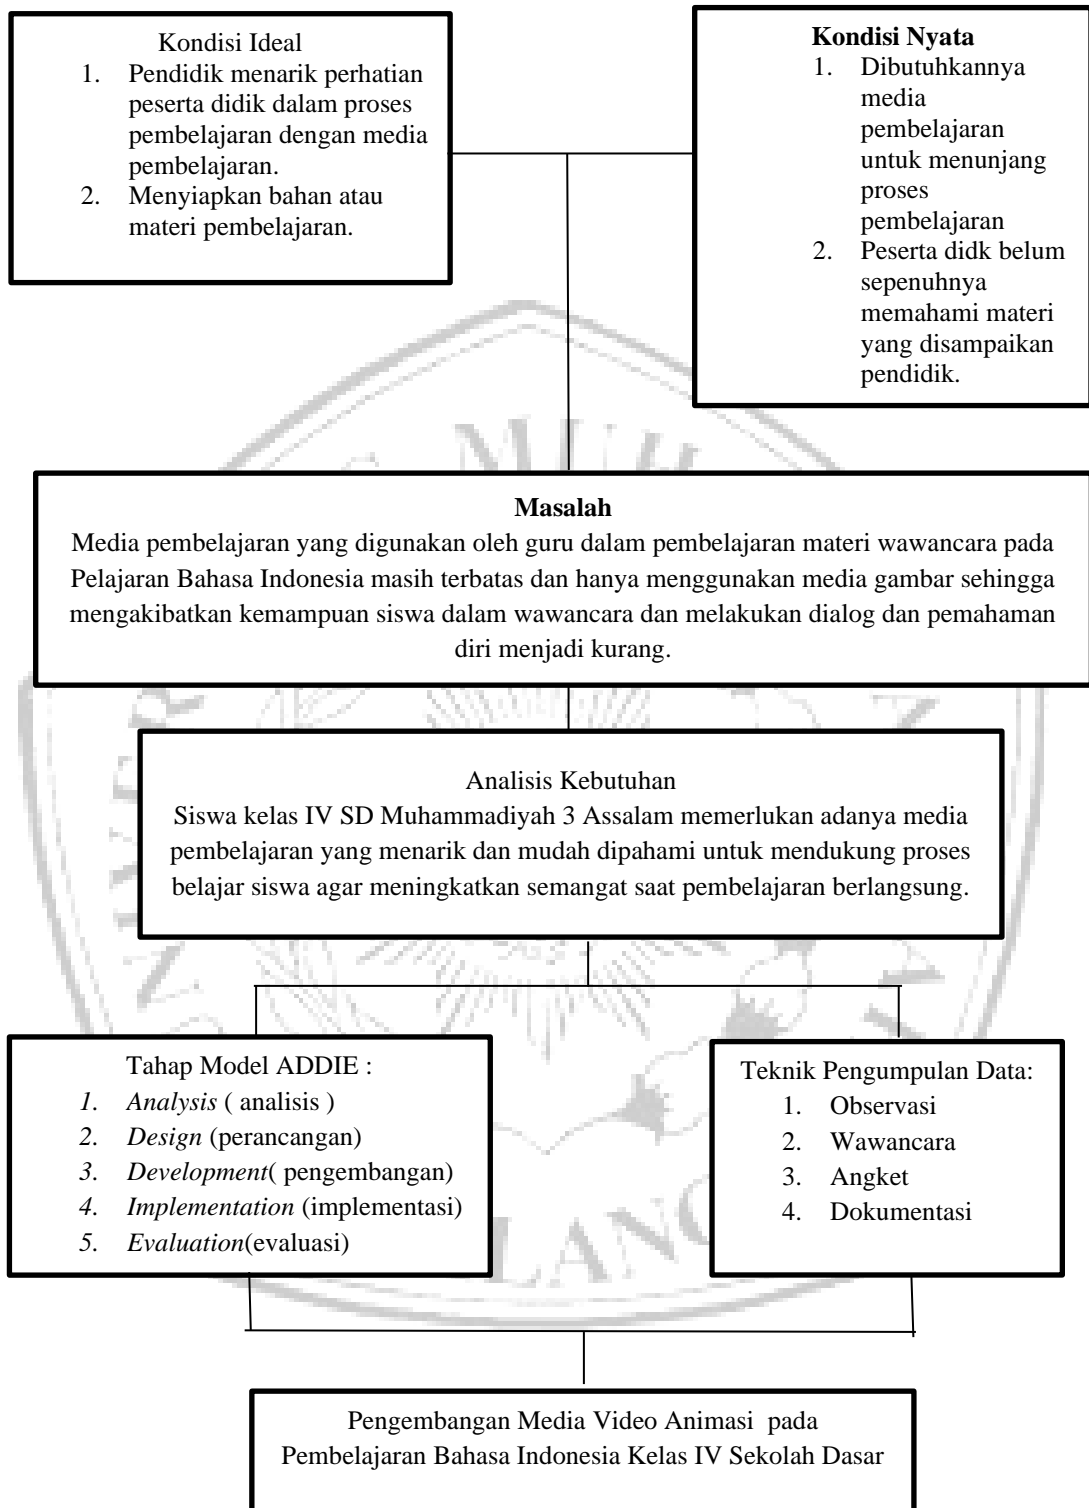 Kondisi Ideal
1. Pendidik menarik perhatian
peserta didik dalam proses
pembelajaran dengan media
pembelajaran.
2. Menyiapkan bahan atau
materi pembelajaran.
Kondisi Nyata
1. Dibutuhkannya
media
pembelajaran
untuk menunjang
proses
pembelajaran
2. Peserta didk belum
sepenuhnya
memahami materi
yang disampaikan
pendidik.
Masalah
Media pembelajaran yang digunakan oleh guru dalam pembelajaran materi wawancara pada
Pelajaran Bahasa Indonesia masih terbatas dan hanya menggunakan media gambar sehingga
mengakibatkan kemampuan siswa dalam wawancara dan melakukan dialog dan pemahaman
diri menjadi kurang.
Analisis Kebutuhan
Siswa kelas IV SD Muhammadiyah 3 Assalam memerlukan adanya media
pembelajaran yang menarik dan mudah dipahami untuk mendukung proses
belajar siswa agar meningkatkan semangat saat pembelajaran berlangsung.
Tahap Model ADDIE :
1. Analysis ( analisis )
2. Design (perancangan)
3. Development( pengembangan)
4. Implementation (implementasi)
5. Evaluation(evaluasi)
Teknik Pengumpulan Data:
1. Observasi
2. Wawancara
3. Angket
4. Dokumentasi
Pengembangan Media Video Animasi pada
Pembelajaran Bahasa Indonesia Kelas IV Sekolah Dasar